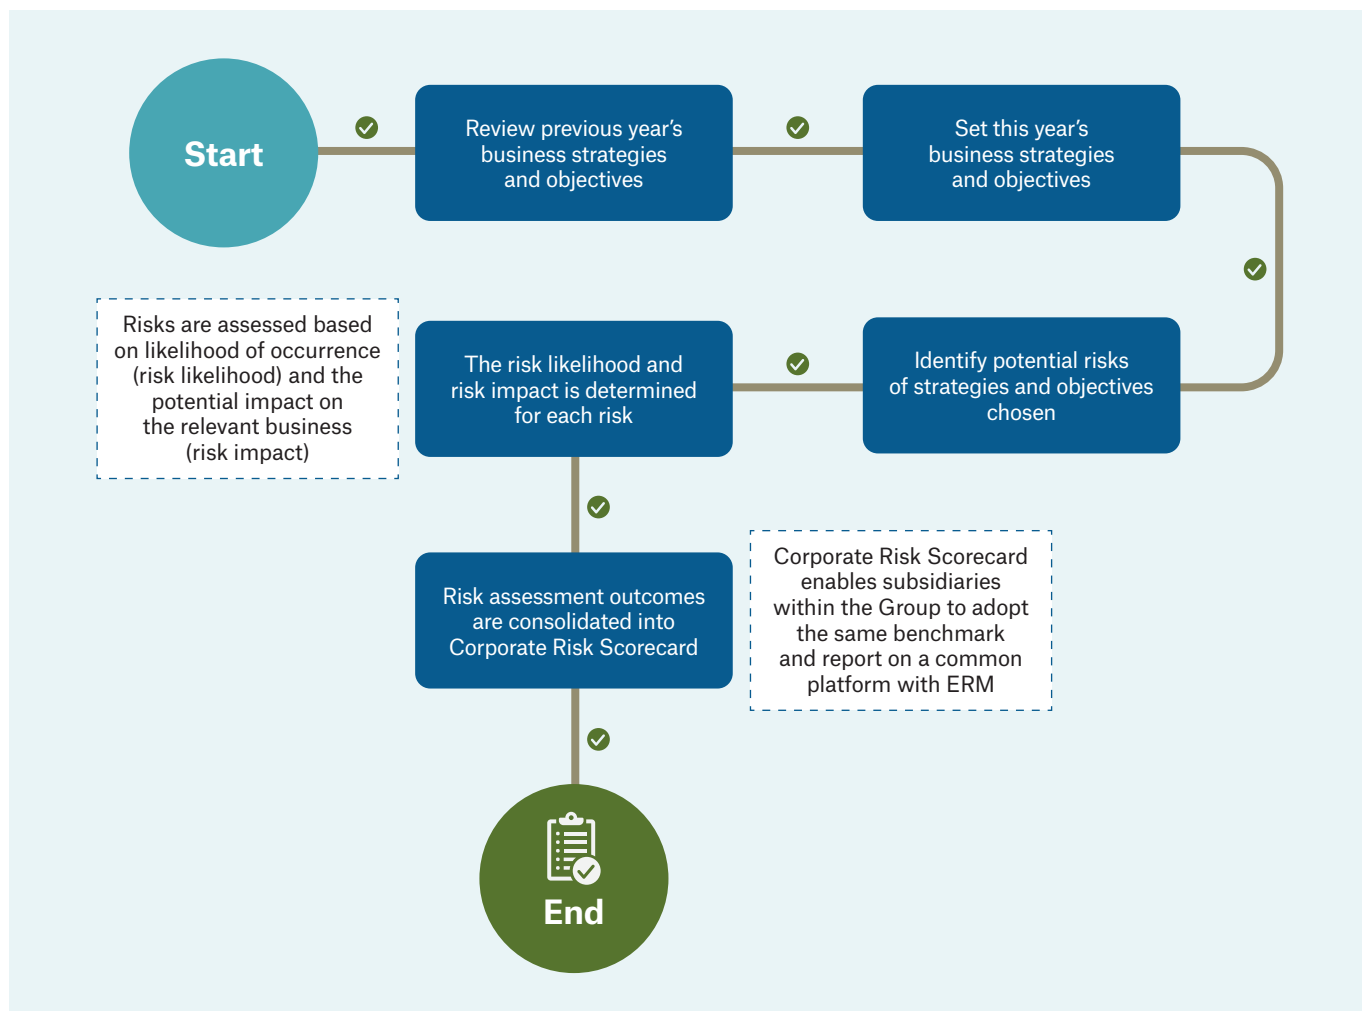 Start
Review previous year’s
business strategies
and objectives
Set this year’s
business strategies
and objectives
Identify potential risks
of strategies and objectives
chosen
The risk likelihood and
risk impact is determined
for each risk
Risks are assessed based
on likelihood of occurrence
(risk likelihood) and the
potential impact on
the relevant business
(risk impact)
Risk assessment outcomes
are consolidated into
Corporate Risk Scorecard
Corporate Risk Scorecard
enables subsidiaries
within the Group to adopt
the same benchmark
and report on a common
platform with ERM
End